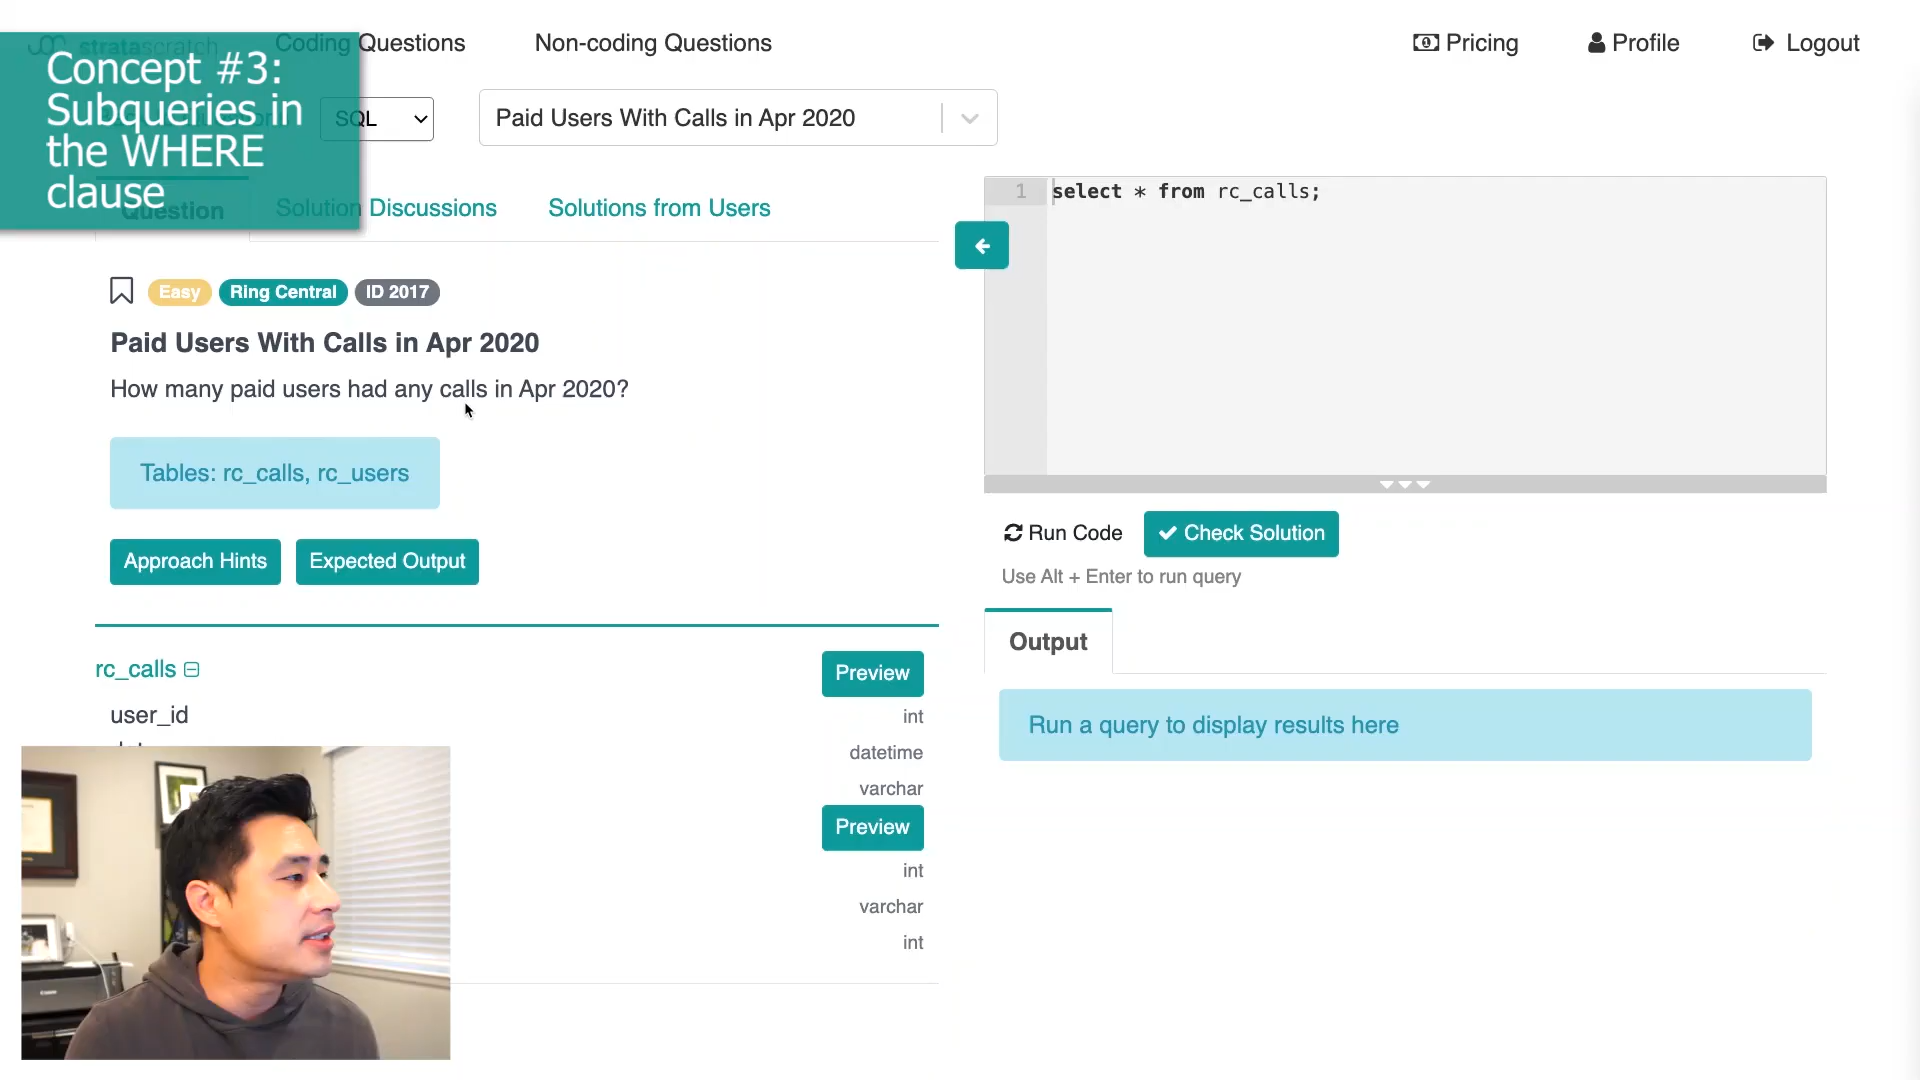 stratascratch
Coding Questions
Non-coding Questions
Pricing
Profile
Logout
Concept #3:
Subqueries in
the WHERE
clause
SQL
Paid Users With Calls in Apr 2020
Question
Solution Discussions
Solutions from Users
1 select * from rc_calls;
Easy
Ring Central
ID 2017
Paid Users With Calls in Apr 2020
How many paid users had any calls in Apr 2020?
Tables: rc_calls, rc_users
Approach Hints
Expected Output
Run Code
Check Solution
Use Alt + Enter to run query
Output
Run a query to display results here
rc_calls
Preview
user_id
int
datetime
varchar
Preview
int
varchar
int